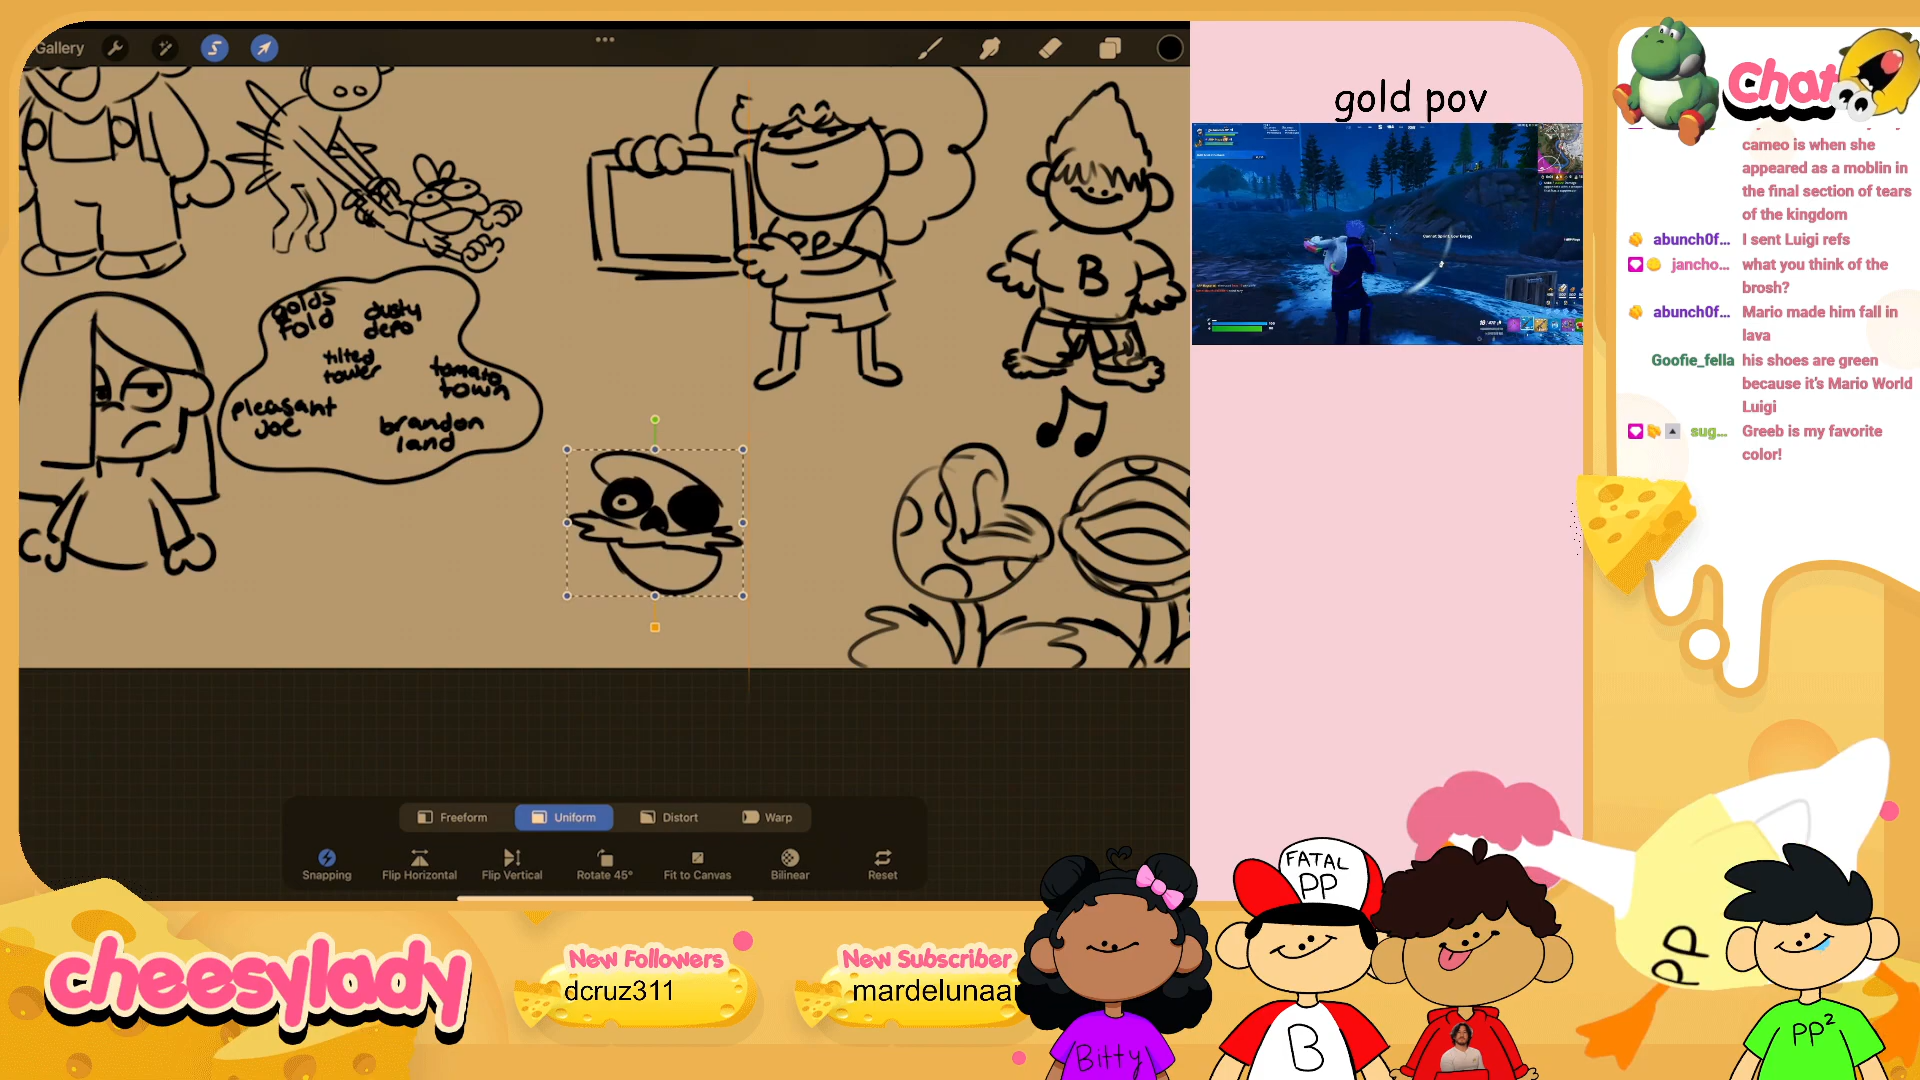 Gallery
golds
fold
dusty
depo
tilted
tower
tomato
town
pleasant
joe
brandon
land
PP
B
gold pov
Chat
cameo is when she
appeared as a moblin in
the final section of tears
of the kingdom
abunch0f... I sent Luigi refs
jancho... what you think of the
brosh?
abunch0f... Mario made him fall in
lava
Goofie_fella his shoes are green
because it's Mario World
Luigi
sug... Greeb is my favorite
color!
Freeform
Uniform
Distort
Warp
Snapping
Flip Horizontal
Flip Vertical
Rotate 45°
Fit to Canvas
Bilinear
Reset
cheesylady
New Followers
dcruz311
New Subscriber
mardelunaar
Bitty
FATAL
PP
B
PP
PP²